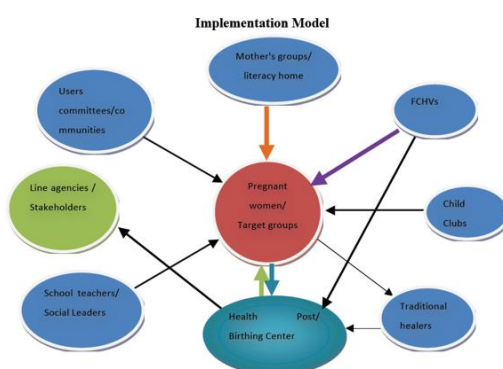 Implementation Model
Mother's groups/
literacy home
Users
committees/co
mmunities
FCHVs
Line agencies /
Stakeholders
Pregnant
women/
Target groups
Child
Clubs
School teachers/
Social Leaders
Health Post/
Birthing Center
Traditional
healers